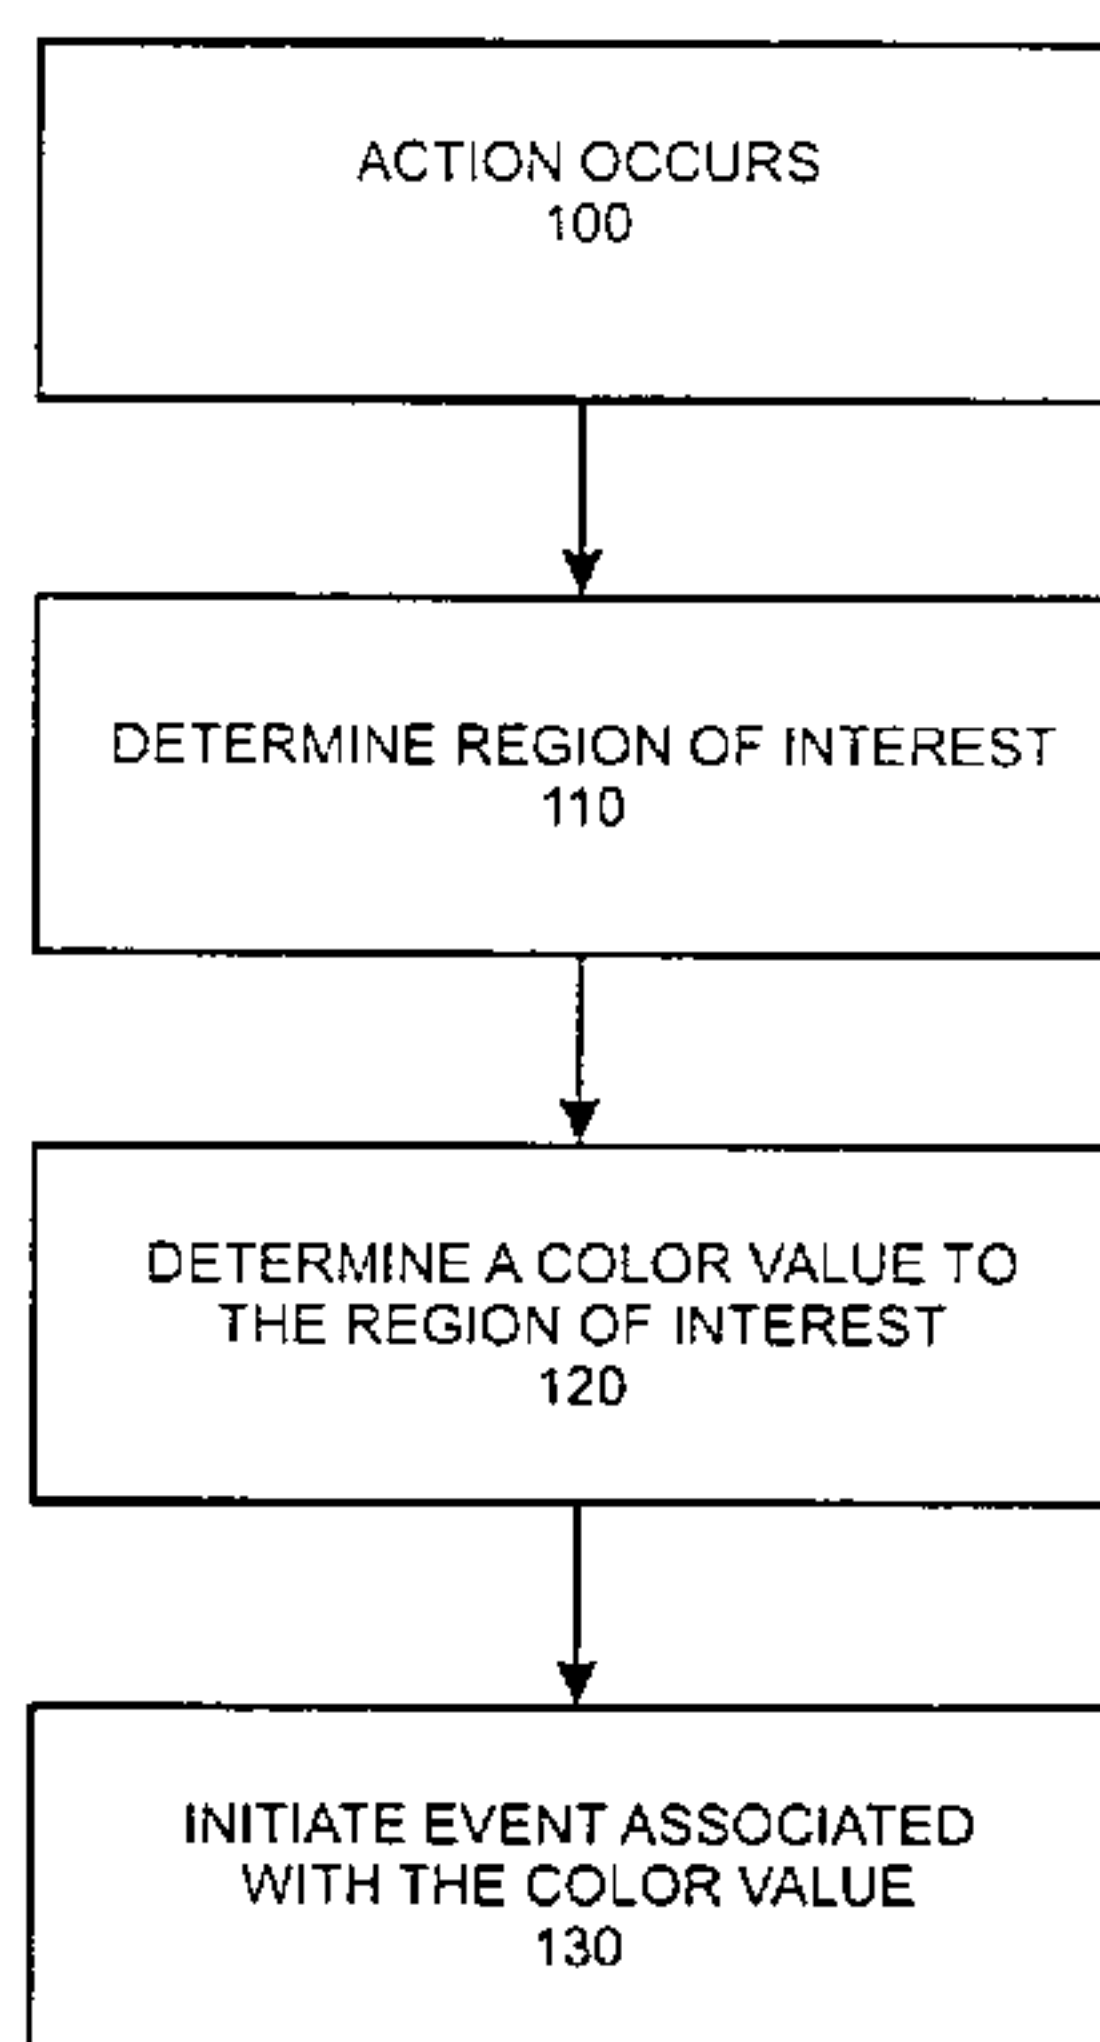 ACTION OCCURS
100
DETERMINE REGION OF INTEREST
110
DETERMINE A COLOR VALUE TO
THE REGION OF INTEREST
120
INITIATE EVENT ASSOCIATED
WITH THE COLOR VALUE
130